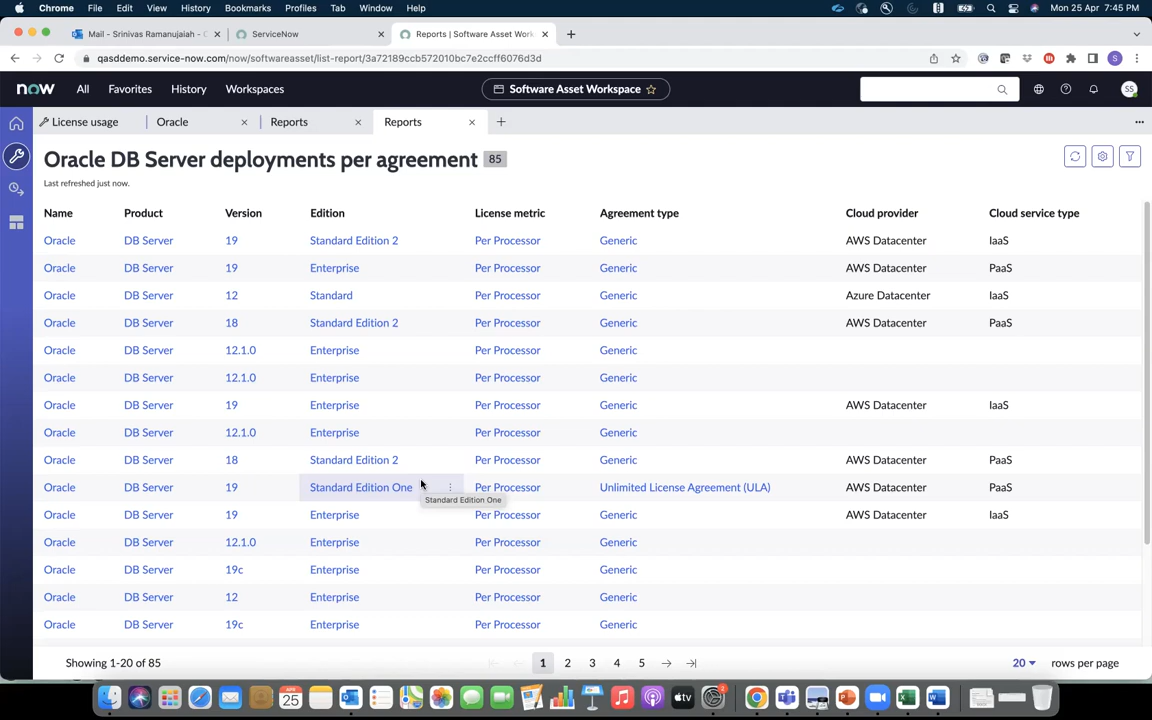 Chrome File Edit View History Bookmarks Profiles Tab Window Help Mon 25 Apr 7:45 PM
Mail - Srinivas Ramanujaiah - ServiceNow Reports | Software Asset Work
qasddemo.service-now.com/now/softwareasset/list-report/3a72189ccb572010bc7e2ccff6076d3d S
now All Favorites History Workspaces Software Asset Workspace SS
License usage Oracle Reports Reports
Oracle DB Server deployments per agreement 85
Last refreshed just now.
Name Product Version Edition License metric Agreement type Cloud provider Cloud service type
Oracle DB Server 19 Standard Edition 2 Per Processor Generic AWS Datacenter IaaS
Oracle DB Server 19 Enterprise Per Processor Generic AWS Datacenter PaaS
Oracle DB Server 12 Standard Per Processor Generic Azure Datacenter IaaS
Oracle DB Server 18 Standard Edition 2 Per Processor Generic AWS Datacenter PaaS
Oracle DB Server 12.1.0 Enterprise Per Processor Generic
Oracle DB Server 12.1.0 Enterprise Per Processor Generic
Oracle DB Server 19 Enterprise Per Processor Generic AWS Datacenter IaaS
Oracle DB Server 12.1.0 Enterprise Per Processor Generic
Oracle DB Server 18 Standard Edition 2 Per Processor Generic AWS Datacenter PaaS
Oracle DB Server 19 Standard Edition One Per Processor Unlimited License Agreement (ULA) AWS Datacenter PaaS
Standard Edition One
Oracle DB Server 19 Enterprise Per Processor Generic AWS Datacenter IaaS
Oracle DB Server 12.1.0 Enterprise Per Processor Generic
Oracle DB Server 19c Enterprise Per Processor Generic
Oracle DB Server 12 Enterprise Per Processor Generic
Oracle DB Server 19c Enterprise Per Processor Generic
Showing 1-20 of 85 1 2 3 4 5 20 rows per page
APR 25 tv